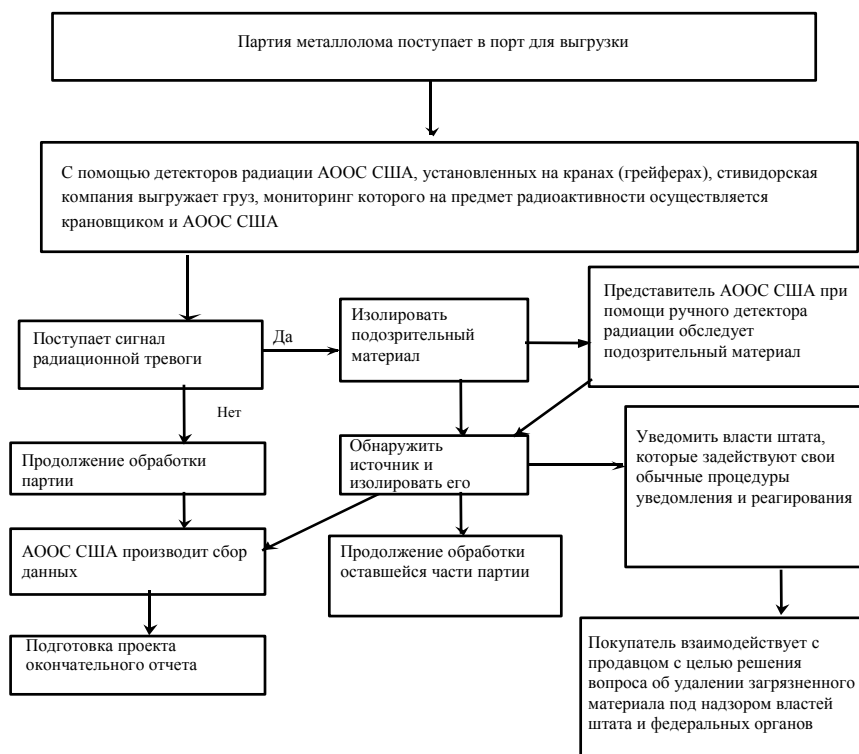 Партия металлолома поступает в порт для выгрузки
С помощью детекторов радиации АООС США, установленных на кранах (грейферах), стивидорская
компания выгружает груз, мониторинг которого на предмет радиоактивности осуществляется
крановщиком и АООС США
Поступает сигнал
радиационной тревоги
Да
Изолировать
подозрительный
материал
Представитель АООС США при
помощи ручного детектора
радиации обследует
подозрительный материал
Нет
Продолжение обработки
партии
Обнаружить
источник и
изолировать его
Уведомить власти штата,
которые задействуют свои
обычные процедуры
уведомления и реагирования
АООС США производит сбор
данных
Продолжение обработки
оставшейся части партии
Подготовка проекта
окончательного отчета
Покупатель взаимодействует с
продавцом с целью решения
вопроса об удалении загрязненного
материала под надзором властей
штата и федеральных органов